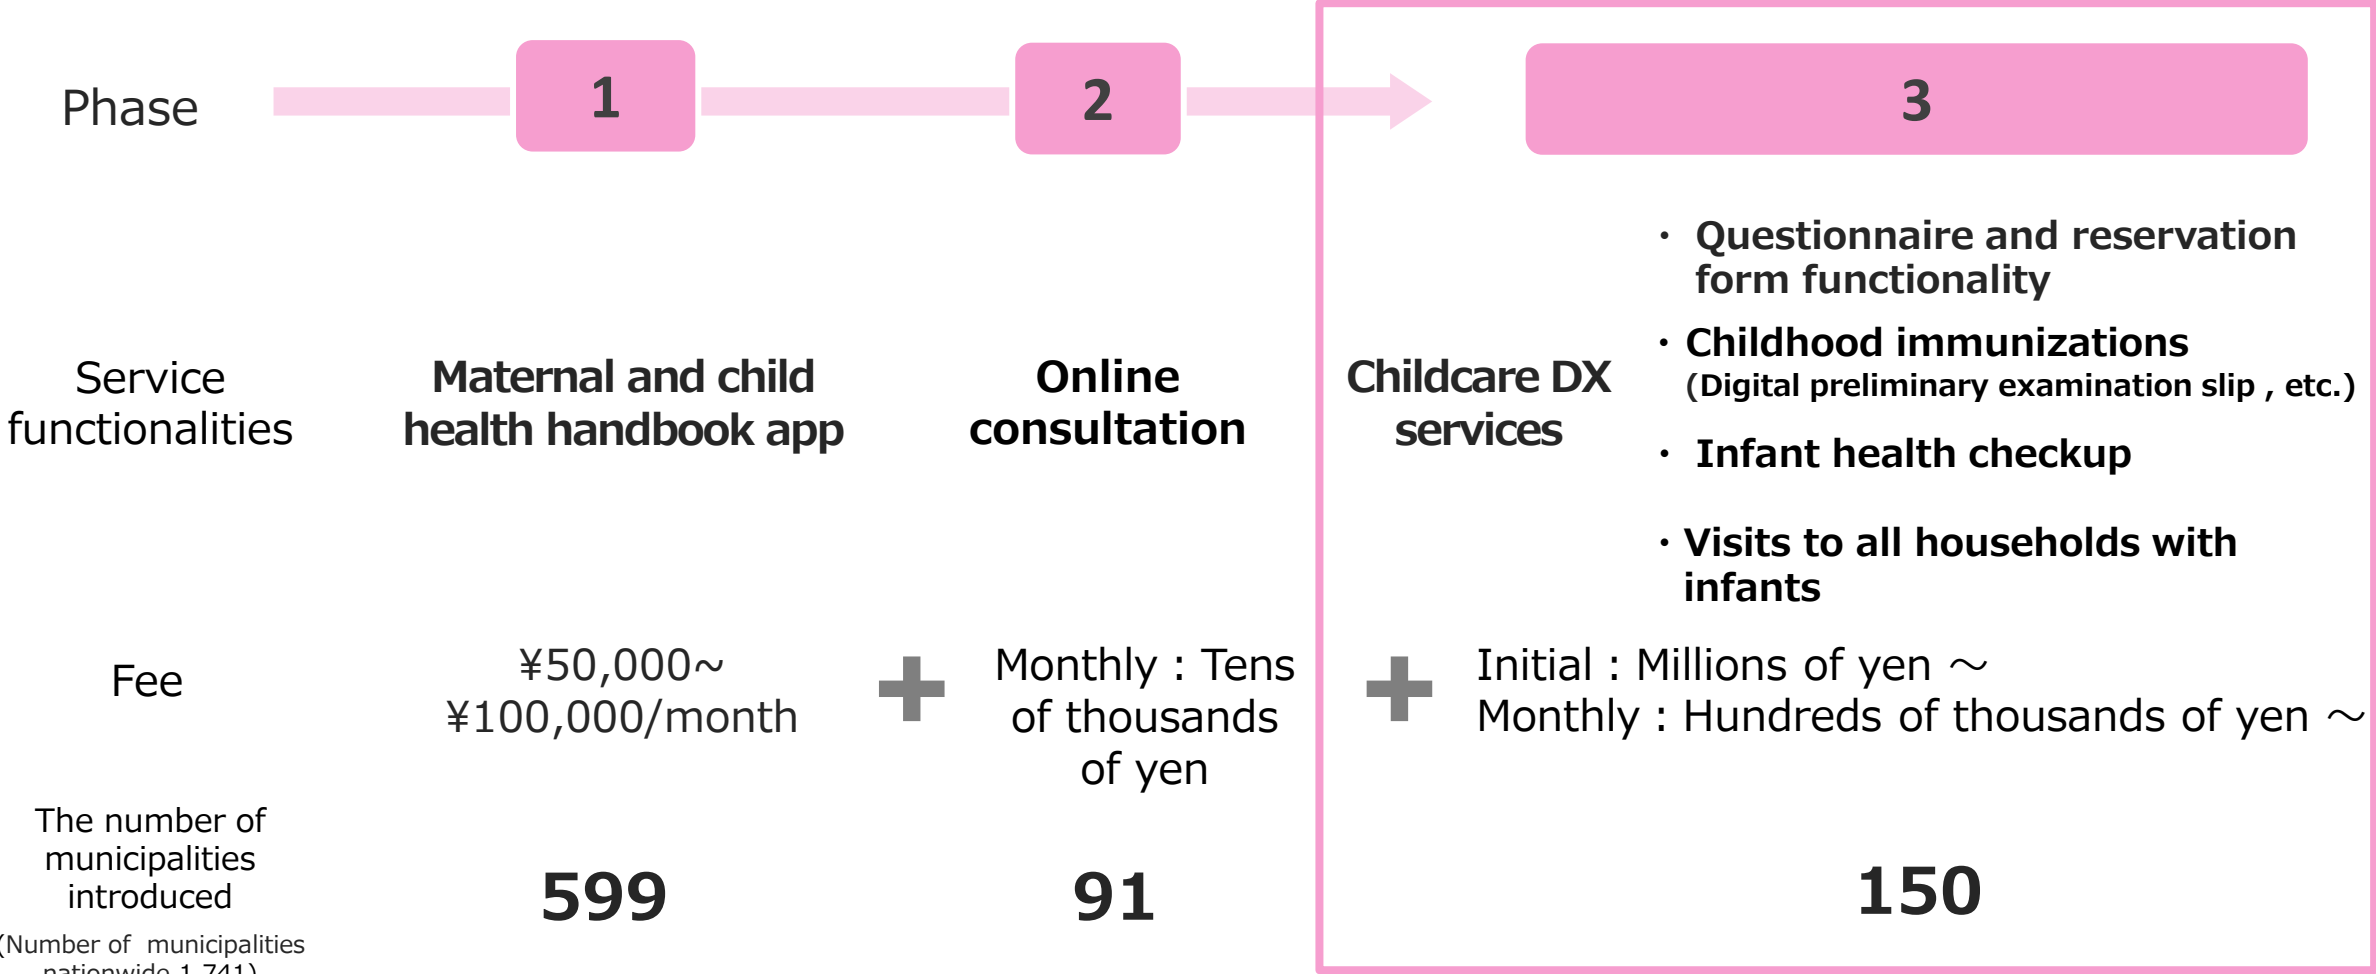 Phase
1
2
3
Service
functionalities
Maternal and child
health handbook app
Online
consultation
Childcare DX
services
・ Questionnaire and reservation
form functionality
・Childhood immunizations
(Digital preliminary examination slip , etc.)
・ Infant health checkup
・Visits to all households with
infants
Fee
¥50,000~
¥100,000/month
+
Monthly : Tens
of thousands
of yen
+
Initial : Millions of yen ～
Monthly : Hundreds of thousands of yen ～
The number of
municipalities
introduced
(Number of municipalities
nationwide 1,741)
599
91
150